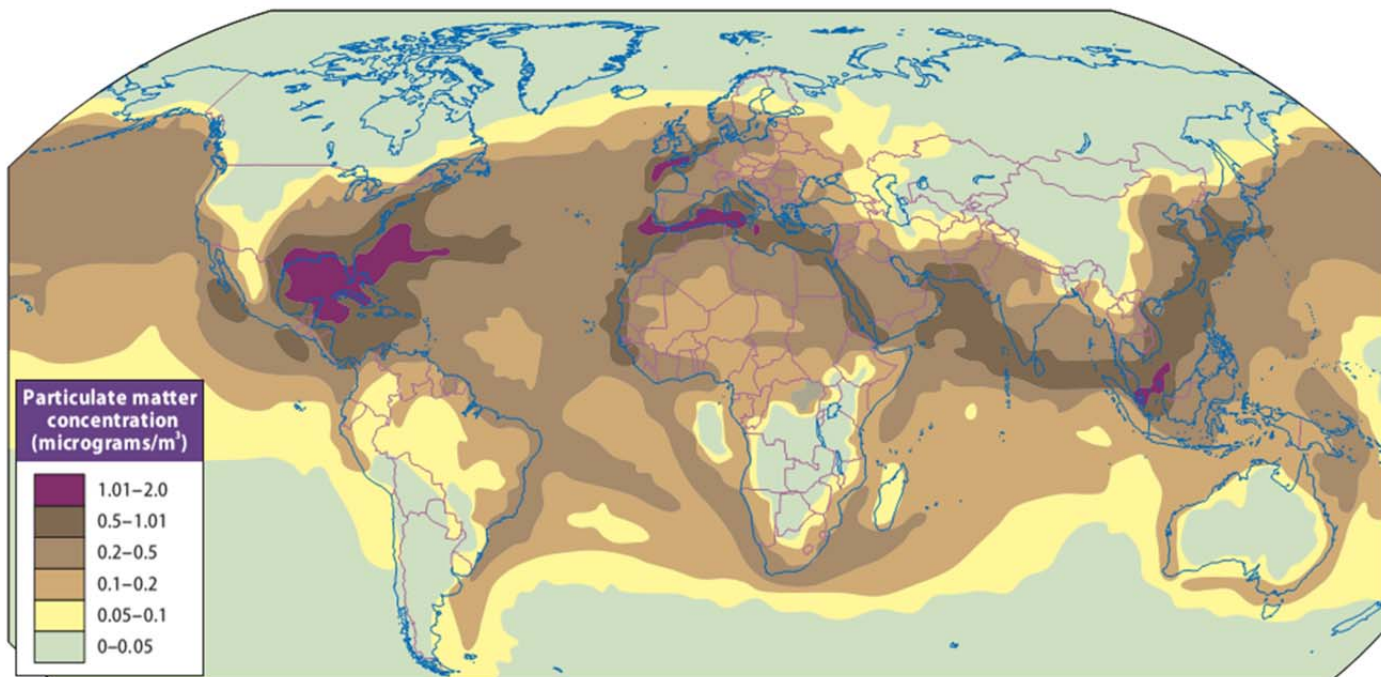 Particulate matter
concentration
(micrograms/m³)
1.01–2.0
0.5–1.01
0.2–0.5
0.1–0.2
0.05–0.1
0–0.05